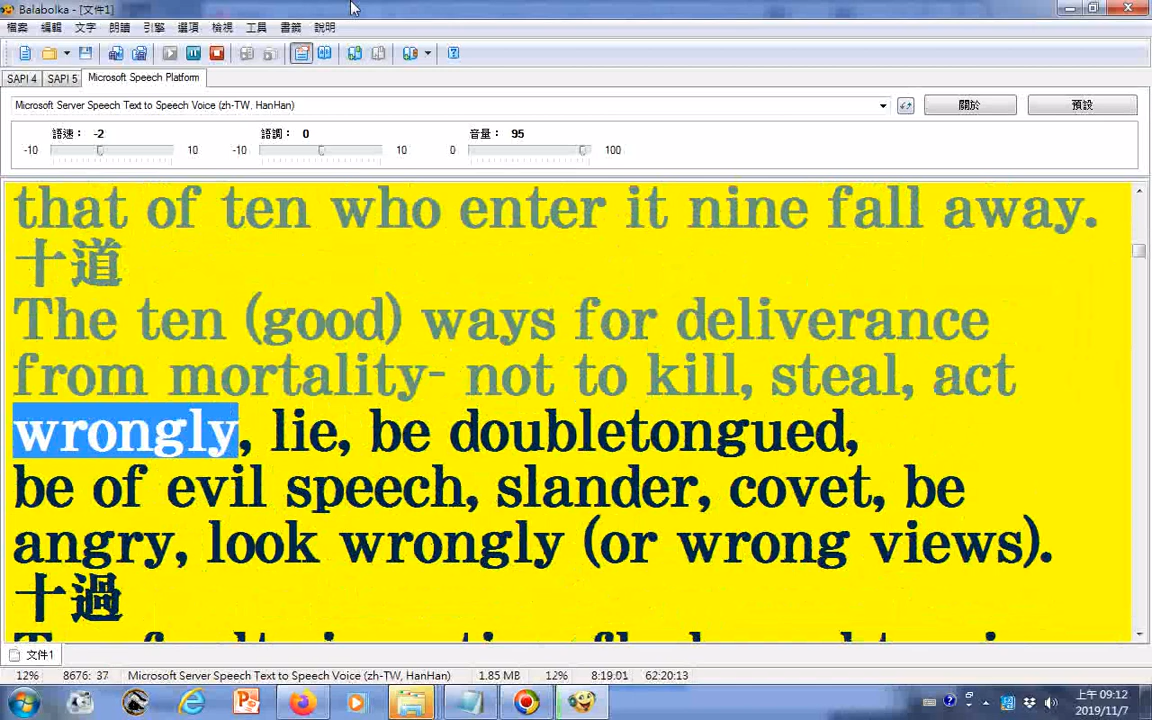 Balabolka - [文件1]
檔案 編輯 文字 朗讀 引擎 選項 檢視 工具 書籤 說明
SAPI 4 SAPI 5 Microsoft Speech Platform
Microsoft Server Speech Text to Speech Voice (zh-TW, HanHan) 關於 預設
語速： -2 語調： 0 音量： 95
-10 10 -10 10 0 100
that of ten who enter it nine fall away.
十道
The ten (good) ways for deliverance
from mortality- not to kill, steal, act
wrongly, lie, be doubletongued,
be of evil speech, slander, covet, be
angry, look wrongly (or wrong views).
十過
文件1
12% 8676: 37 Microsoft Server Speech Text to Speech Voice (zh-TW, HanHan) 1.85 MB 12% 8:19:01 62:20:13
上午 09:12
2019/11/7